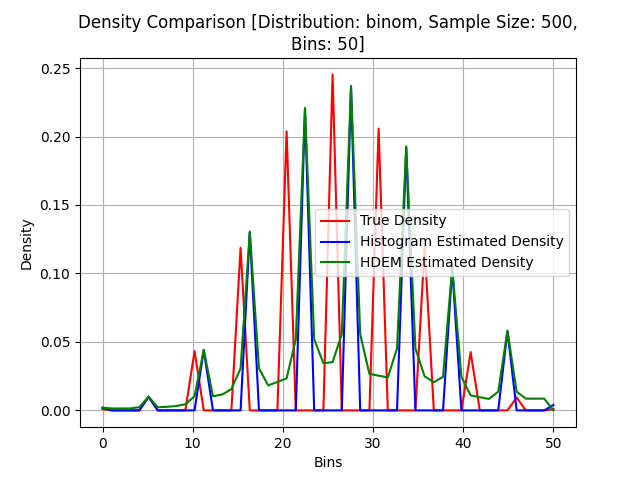 Density Comparison [Distribution: binom, Sample Size: 500,
Bins: 50]
0.25
0.20
0.15
0.10
0.05
0.00
Density
True Density
Histogram Estimated Density
HDEM Estimated Density
0 10 20 30 40 50
Bins